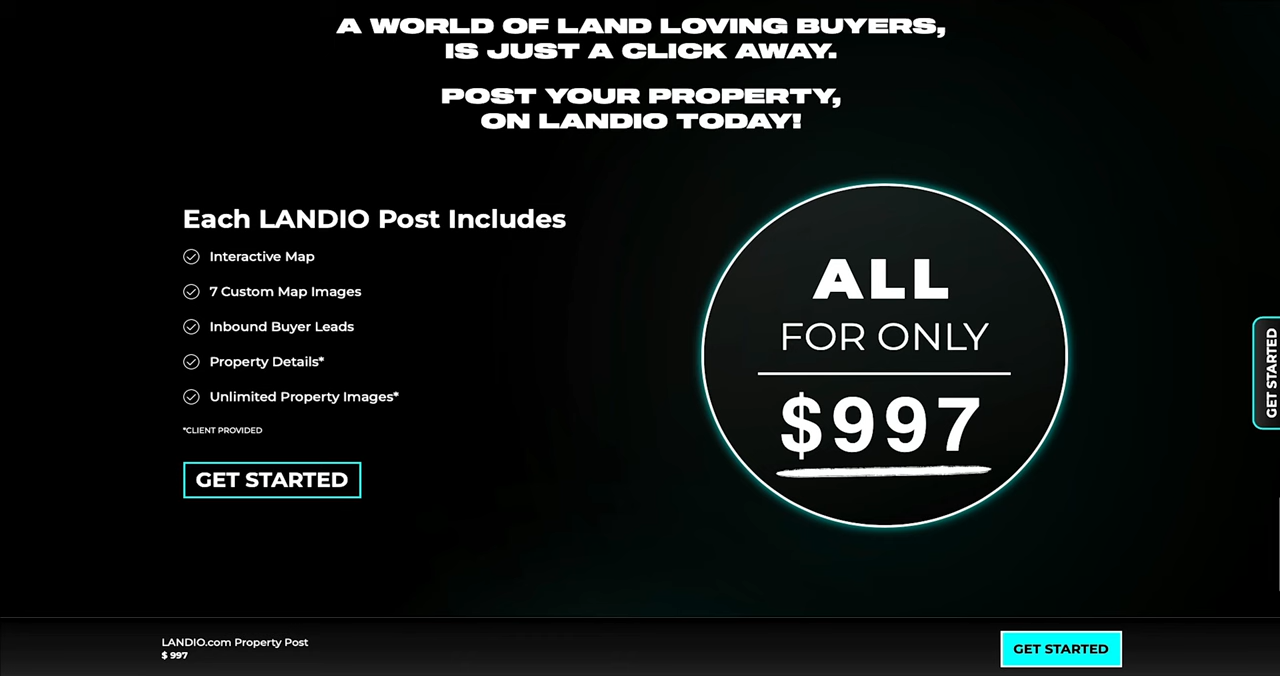 A WORLD OF LAND LOVING BUYERS,
IS JUST A CLICK AWAY.
POST YOUR PROPERTY,
ON LANDIO TODAY!
Each LANDIO Post Includes
Interactive Map
7 Custom Map Images
Inbound Buyer Leads
Property Details*
Unlimited Property Images*
*CLIENT PROVIDED
GET STARTED
ALL
FOR ONLY
$997
GET STARTED
LANDIO.com Property Post
$ 997
GET STARTED